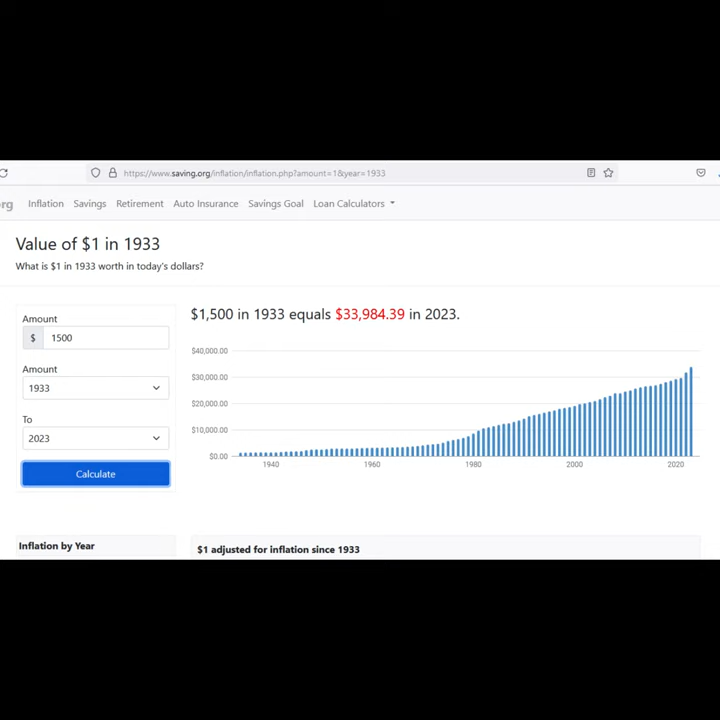 https://www.saving.org/inflation/inflation.php?amount=1&year=1933
rg Inflation Savings Retirement Auto Insurance Savings Goal Loan Calculators
Value of $1 in 1933
What is $1 in 1933 worth in today's dollars?
Amount
$ 1500
Amount
1933
To
2023
Calculate
$1,500 in 1933 equals $33,984.39 in 2023.
$40,000.00
$30,000.00
$20,000.00
$10,000.00
$0.00
1940 1960 1980 2000 2020
Inflation by Year
$1 adjusted for inflation since 1933